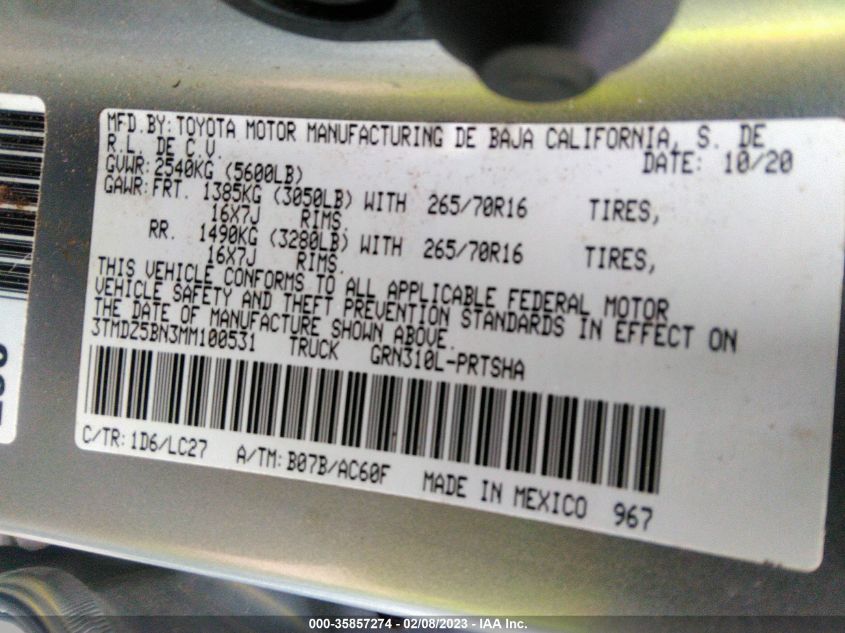 MFD.BY:TOYOTA MOTOR MANUFACTURING DE BAJA CALIFORNIA, S. DE
R.L. DE C.V. DATE: 10/20
GVWR:2540KG (5600LB)
GAWR:FRT. 1385KG (3050LB) WITH 265/70R16 TIRES,
16X7J RIMS.
RR. 1490KG (3280LB) WITH 265/70R16 TIRES,
16X7J RIMS.
THIS VEHICLE CONFORMS TO ALL APPLICABLE FEDERAL MOTOR
VEHICLE SAFETY AND THEFT PREVENTION STANDARDS IN EFFECT ON
THE DATE OF MANUFACTURE SHOWN ABOVE.
3TMDZ5BN3MM100531 TRUCK GRN310L-PRTSHA
C/TR:1D6/LC27 A/TM:B07B/AC60F MADE IN MEXICO 967
000-35857274 - 02/08/2023 - IAA Inc.